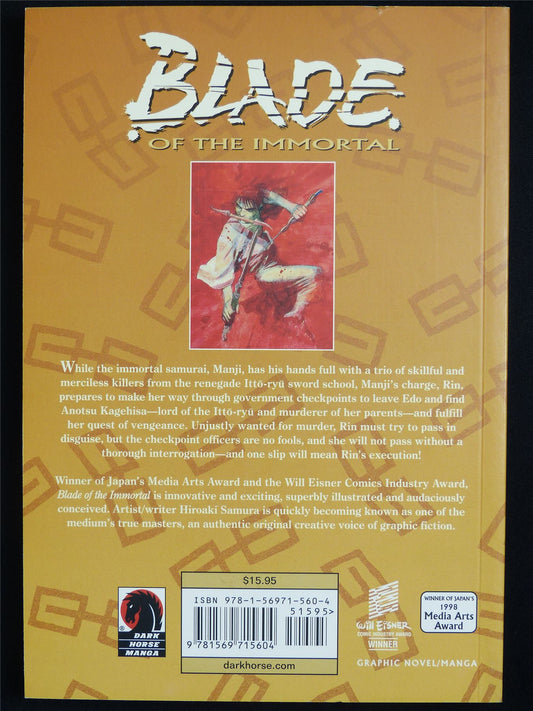 BLADE
OF THE IMMORTAL
While the immortal samurai, Manji, has his hands full with a trio of skillful and
merciless killers from the renegade Ittō-ryū sword school, Manji's charge, Rin,
prepares to make her way through government checkpoints to leave Edo and find
Anotsu Kagehisa—lord of the Ittō-ryū and murderer of her parents—and fulfill
her quest of vengeance. Unjustly wanted for murder, Rin must try to pass in
disguise, but the checkpoint officers are no fools, and she will not pass without a
thorough interrogation—and one slip will mean Rin's execution!
Winner of Japan's Media Arts Award and the Will Eisner Comics Industry Award,
Blade of the Immortal is innovative and exciting, superbly illustrated and audaciously
conceived. Artist/writer Hiroaki Samura is quickly becoming known as one of the
medium's true masters, an authentic original creative voice of graphic fiction.
DARK
HORSE
MANGA
®
$15.95
ISBN 978-1-56971-560-4
51595>
9 781569 715604
darkhorse.com
Will Eisner
COMIC INDUSTRY AWARD
WINNER
WINNER OF JAPAN'S
1998
Media Arts
Award
GRAPHIC NOVEL/MANGA